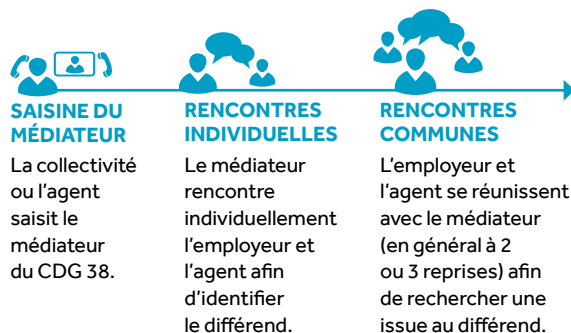 SAISINE DU
MÉDIATEUR
La collectivité
ou l'agent
saisit le
médiateur
du CDG 38.
RENCONTRES
INDIVIDUELLES
Le médiateur
rencontre
individuellement
l'employeur et
l'agent afin
d'identifier
le différend.
RENCONTRES
COMMUNES
L'employeur et
l'agent se réunissent
avec le médiateur
(en général à 2
ou 3 reprises) afin
de rechercher une
issue au différend.